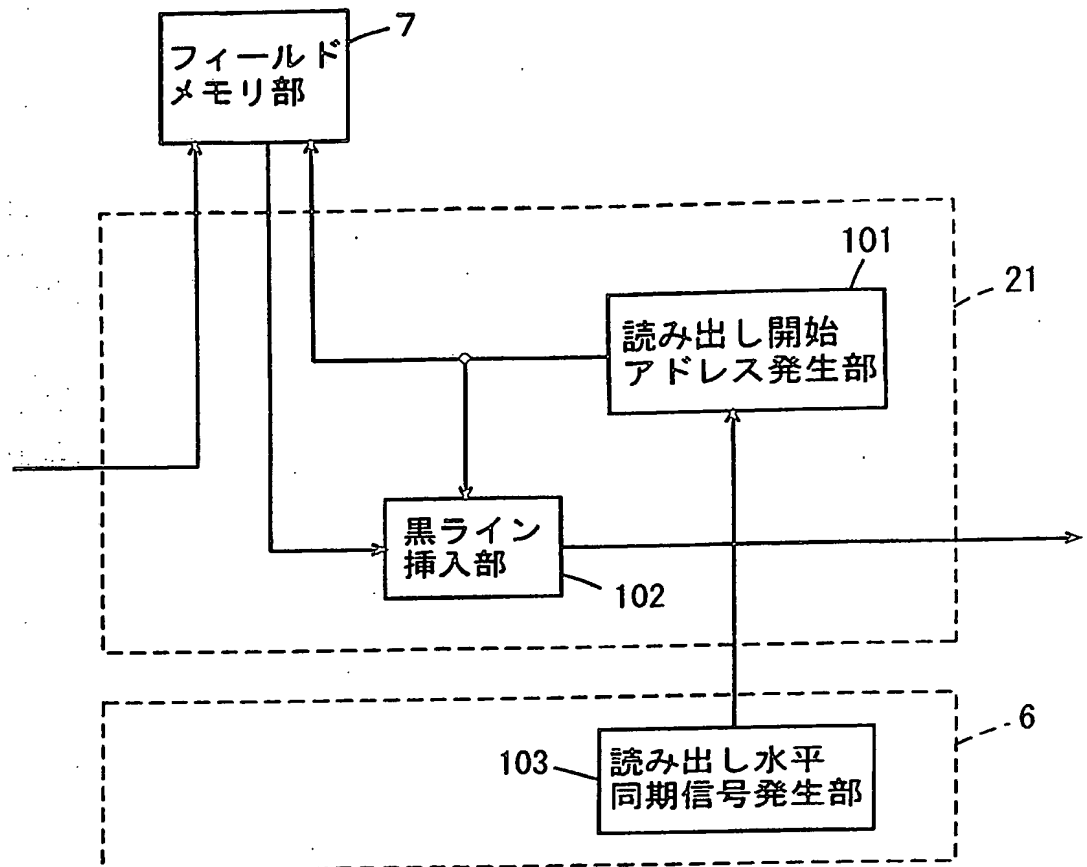 7
フィールド
メモリ部
101
21
読み出し開始
アドレス発生部
黒ライン
挿入部
102
6
103
読み出し水平
同期信号発生部